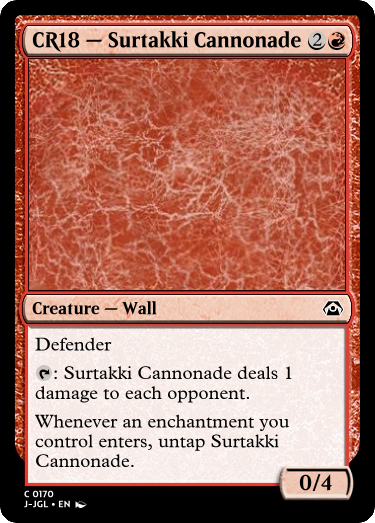 CR18 — Surtakki Cannonade 2
Creature — Wall
Defender
: Surtakki Cannonade deals 1
damage to each opponent.
Whenever an enchantment you
control enters, untap Surtakki
Cannonade.
0/4
C 0170
J-JGL • EN